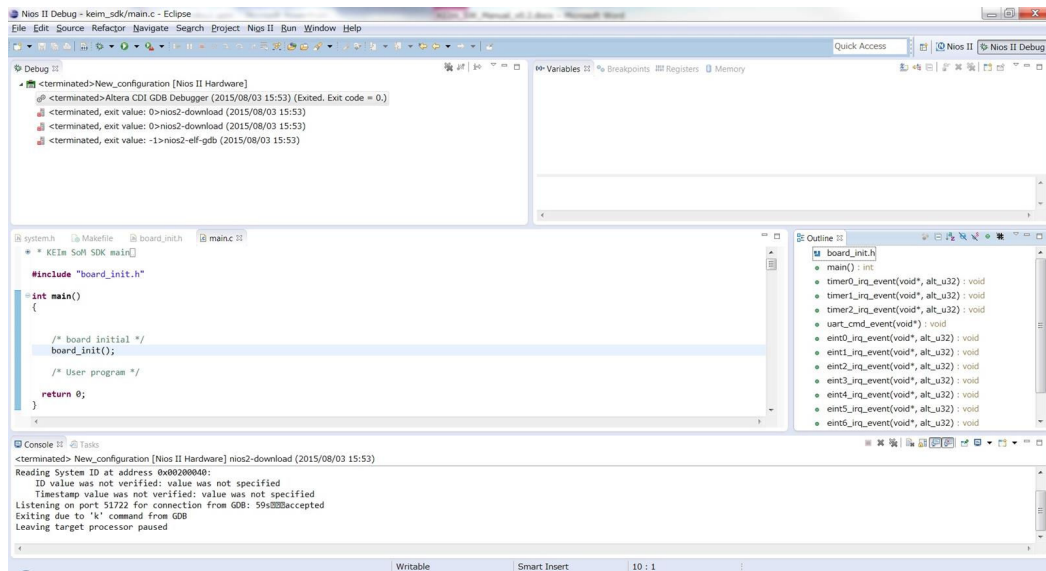 Nios II Debug - keim_sdk/main.c - Eclipse
File Edit Source Refactor Navigate Search Project Nios II Run Window Help
Quick Access
Nios II
Nios II Debug
Debug
<terminated>New_configuration [Nios II Hardware]
<terminated>Altera CDI GDB Debugger (2015/08/03 15:53) (Exited. Exit code = 0.)
<terminated, exit value: 0>nios2-download (2015/08/03 15:53)
<terminated, exit value: 0>nios2-download (2015/08/03 15:53)
<terminated, exit value: -1>nios2-elf-gdb (2015/08/03 15:53)
Variables Breakpoints Registers Memory
system.h Makefile board_init.h main.c
* KEIm SoM SDK main
#include "board_init.h"
int main()
{
/* board initial */
board_init();
/* User program */
return 0;
}
Outline
board_init.h
main() : int
timer0_irq_event(void*, alt_u32) : void
timer1_irq_event(void*, alt_u32) : void
timer2_irq_event(void*, alt_u32) : void
uart_cmd_event(void*) : void
eint0_irq_event(void*, alt_u32) : void
eint1_irq_event(void*, alt_u32) : void
eint2_irq_event(void*, alt_u32) : void
eint3_irq_event(void*, alt_u32) : void
eint4_irq_event(void*, alt_u32) : void
eint5_irq_event(void*, alt_u32) : void
eint6_irq_event(void*, alt_u32) : void
Console Tasks
<terminated> New_configuration [Nios II Hardware] nios2-download (2015/08/03 15:53)
Reading System ID at address 0x00200040:
ID value was not verified: value was not specified
Timestamp value was not verified: value was not specified
Listening on port 51722 for connection from GDB: 59s accepted
Exiting due to 'k' command from GDB
Leaving target processor paused
Writable
Smart Insert
10 : 1